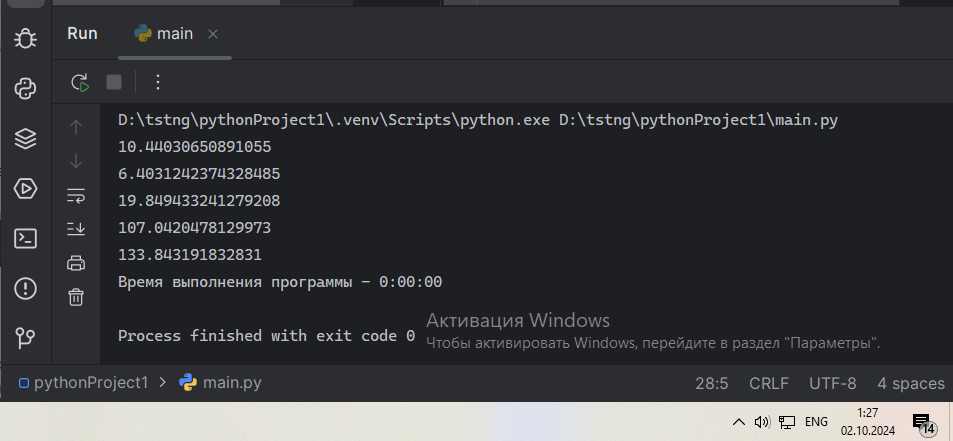 Run main
D:\tstng\pythonProject1\.venv\Scripts\python.exe D:\tstng\pythonProject1\main.py
10.44030650891055
6.4031242374328485
19.849433241279208
107.0420478129973
133.843191832831
Время выполнения программы - 0:00:00
Process finished with exit code 0
Активация Windows
Чтобы активировать Windows, перейдите в раздел "Параметры".
pythonProject1 > main.py 28:5 CRLF UTF-8 4 spaces
ENG 1:27
02.10.2024 14